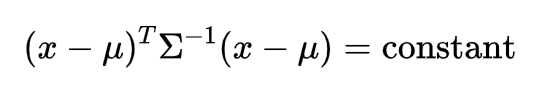 (x − μ)ᵀΣ⁻¹(x − μ) = constant